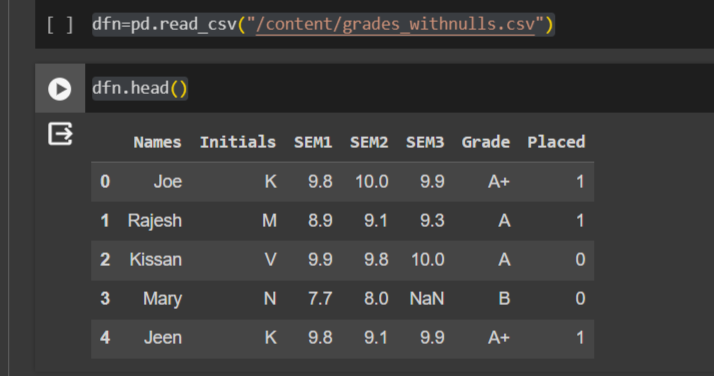 [ ] dfn=pd.read_csv("/content/grades_withnulls.csv")
dfn.head()
Names Initials SEM1 SEM2 SEM3 Grade Placed
0 Joe K 9.8 10.0 9.9 A+ 1
1 Rajesh M 8.9 9.1 9.3 A 1
2 Kissan V 9.9 9.8 10.0 A 0
3 Mary N 7.7 8.0 NaN B 0
4 Jeen K 9.8 9.1 9.9 A+ 1